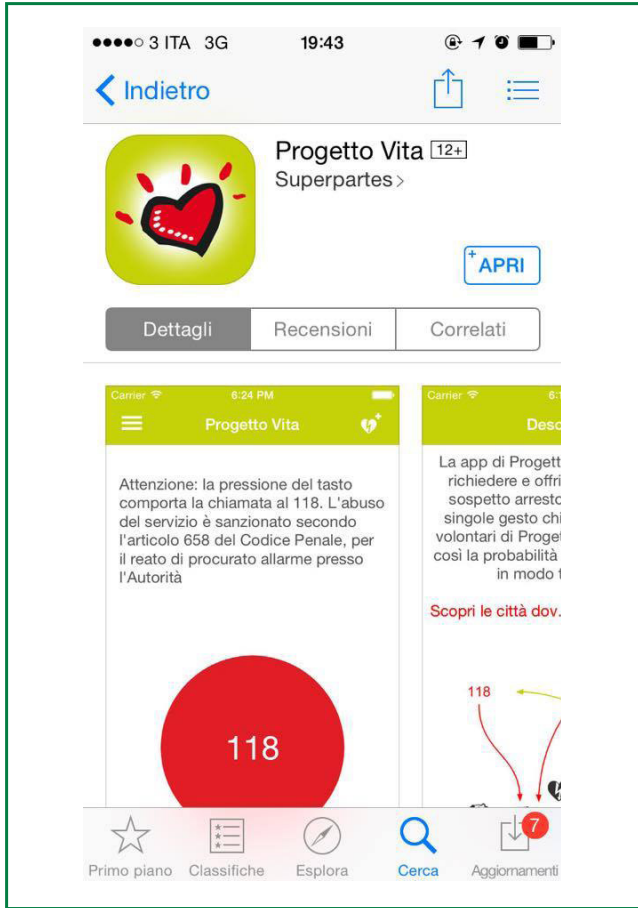 3 ITA 3G 19:43
Indietro
Progetto Vita 12+
Superpartes >
+ APRI
Dettagli Recensioni Correlati
Carrier 6:24 PM
Progetto Vita
Attenzione: la pressione del tasto
comporta la chiamata al 118. L'abuso
del servizio è sanzionato secondo
l'articolo 658 del Codice Penale, per
il reato di procurato allarme presso
l'Autorità
118
Carrier 6:1
Desc
La app di Progett
richiedere e offri
sospetto arresto
singole gesto chi
volontari di Proget
così la probabilità
in modo t
Scopri le città dov.
118
Primo piano Classifiche Esplora Cerca Aggiornamenti 7